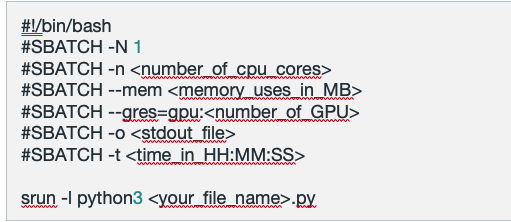 #!/bin/bash
#SBATCH -N 1
#SBATCH -n <number_of_cpu_cores>
#SBATCH --mem <memory_uses_in_MB>
#SBATCH --gres=gpu:<number_of_GPU>
#SBATCH -o <stdout_file>
#SBATCH -t <time_in_HH:MM:SS>
srun -l python3 <your_file_name>.py